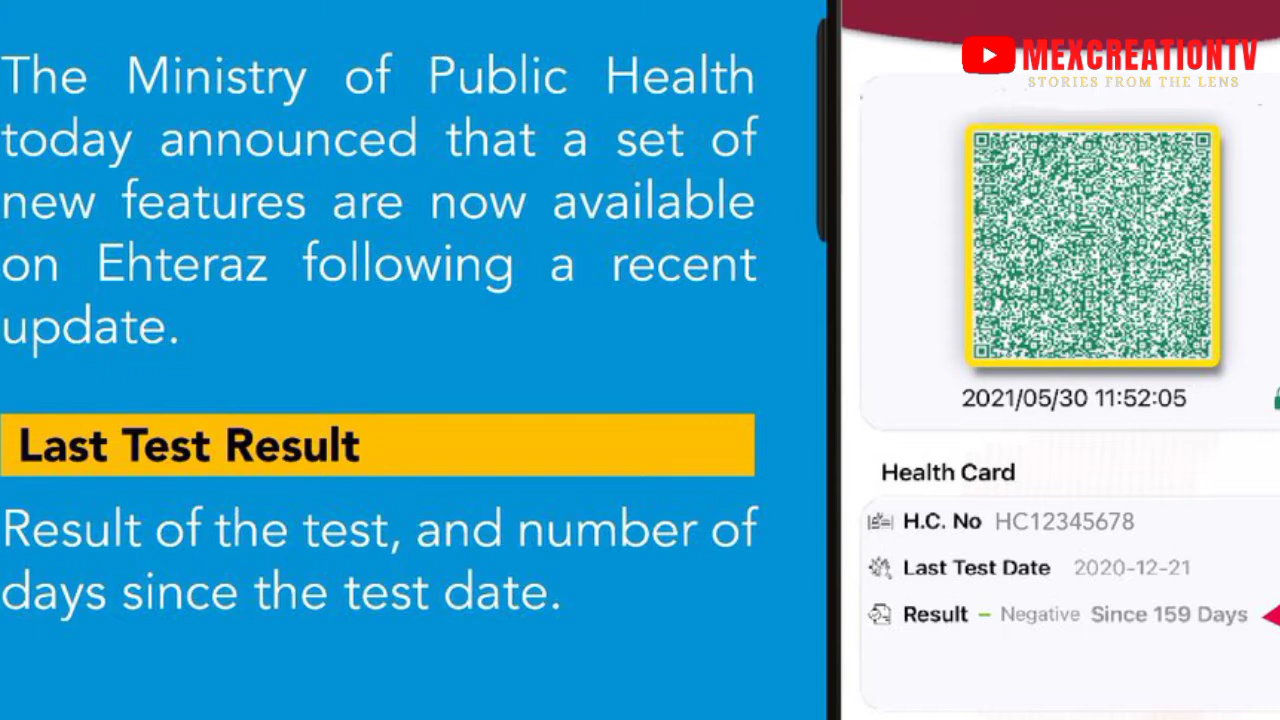 The Ministry of Public Health
today announced that a set of
new features are now available
on Ehteraz following a recent
update.
Last Test Result
Result of the test, and number of
days since the test date.
MEXCREATIONTV
STORIES FROM THE LENS
2021/05/30 11:52:05
Health Card
H.C. No HC12345678
Last Test Date 2020-12-21
Result – Negative Since 159 Days